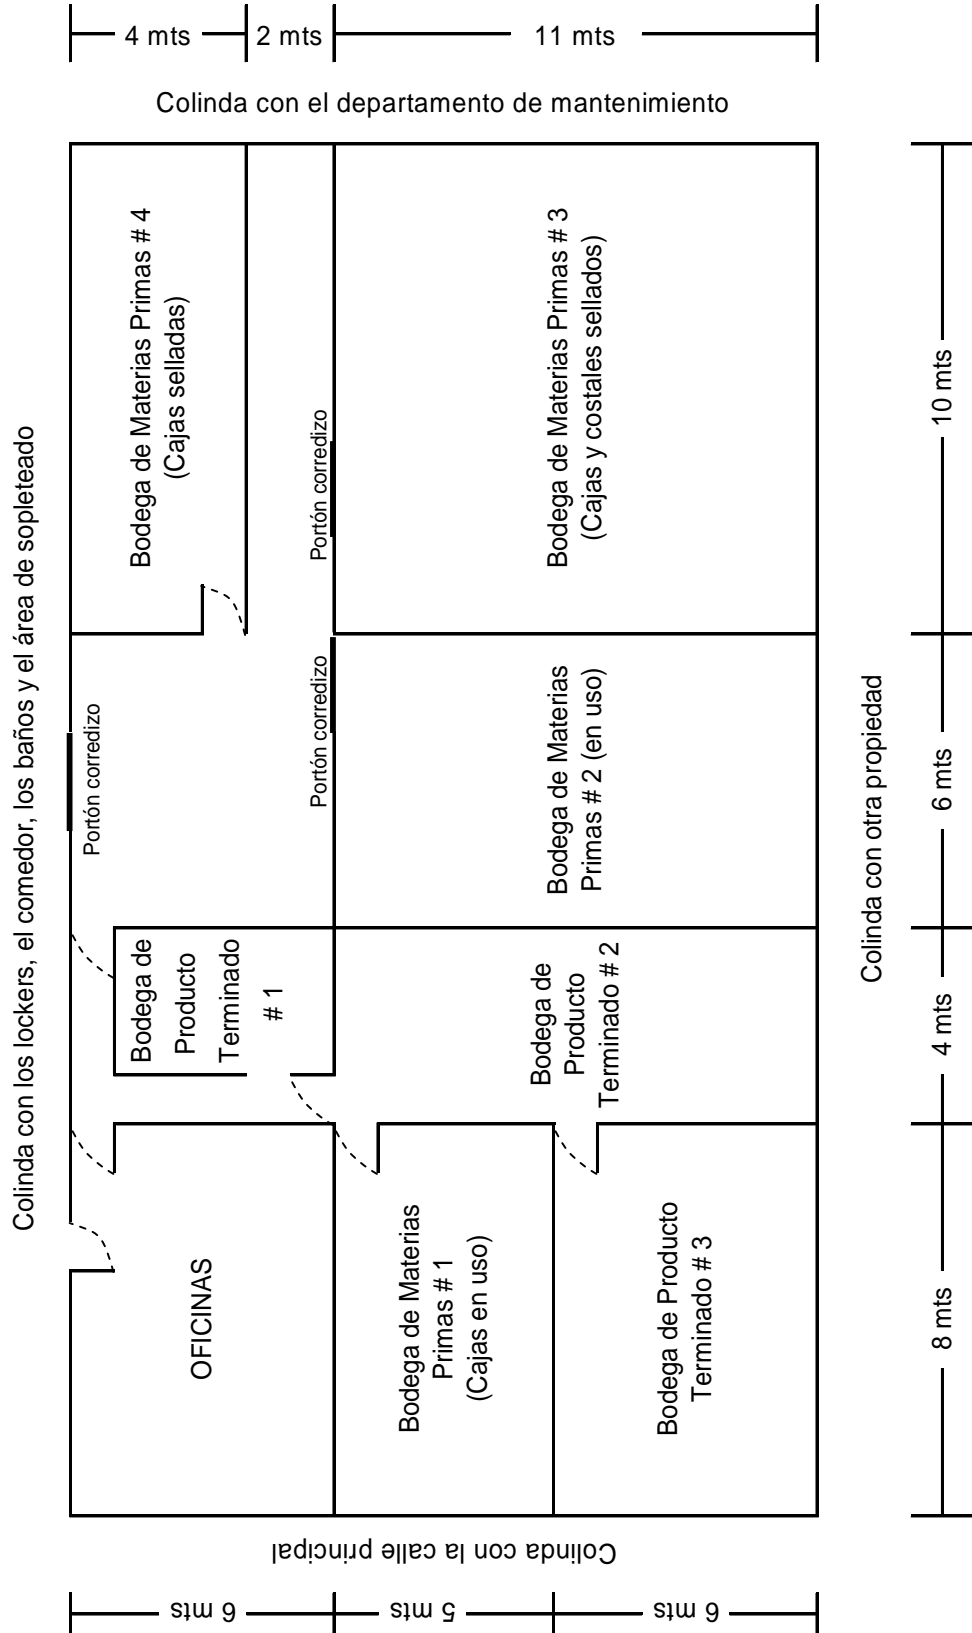 4 mts
2 mts
11 mts
Colinda con el departamento de mantenimiento
Colinda con los lockers, el comedor, los baños y el área de sopleteado
Bodega de Materias Primas # 4
(Cajas selladas)
Portón corredizo
Bodega de Materias Primas # 3
(Cajas y costales sellados)
10 mts
Portón corredizo
Portón corredizo
Bodega de Materias
Primas # 2 (en uso)
Colinda con otra propiedad
6 mts
Bodega de
Producto
Terminado
# 1
Bodega de
Producto
Terminado # 2
4 mts
OFICINAS
Bodega de Materias
Primas # 1
(Cajas en uso)
Bodega de Producto
Terminado # 3
8 mts
Colinda con la calle principal
6 mts
5 mts
6 mts